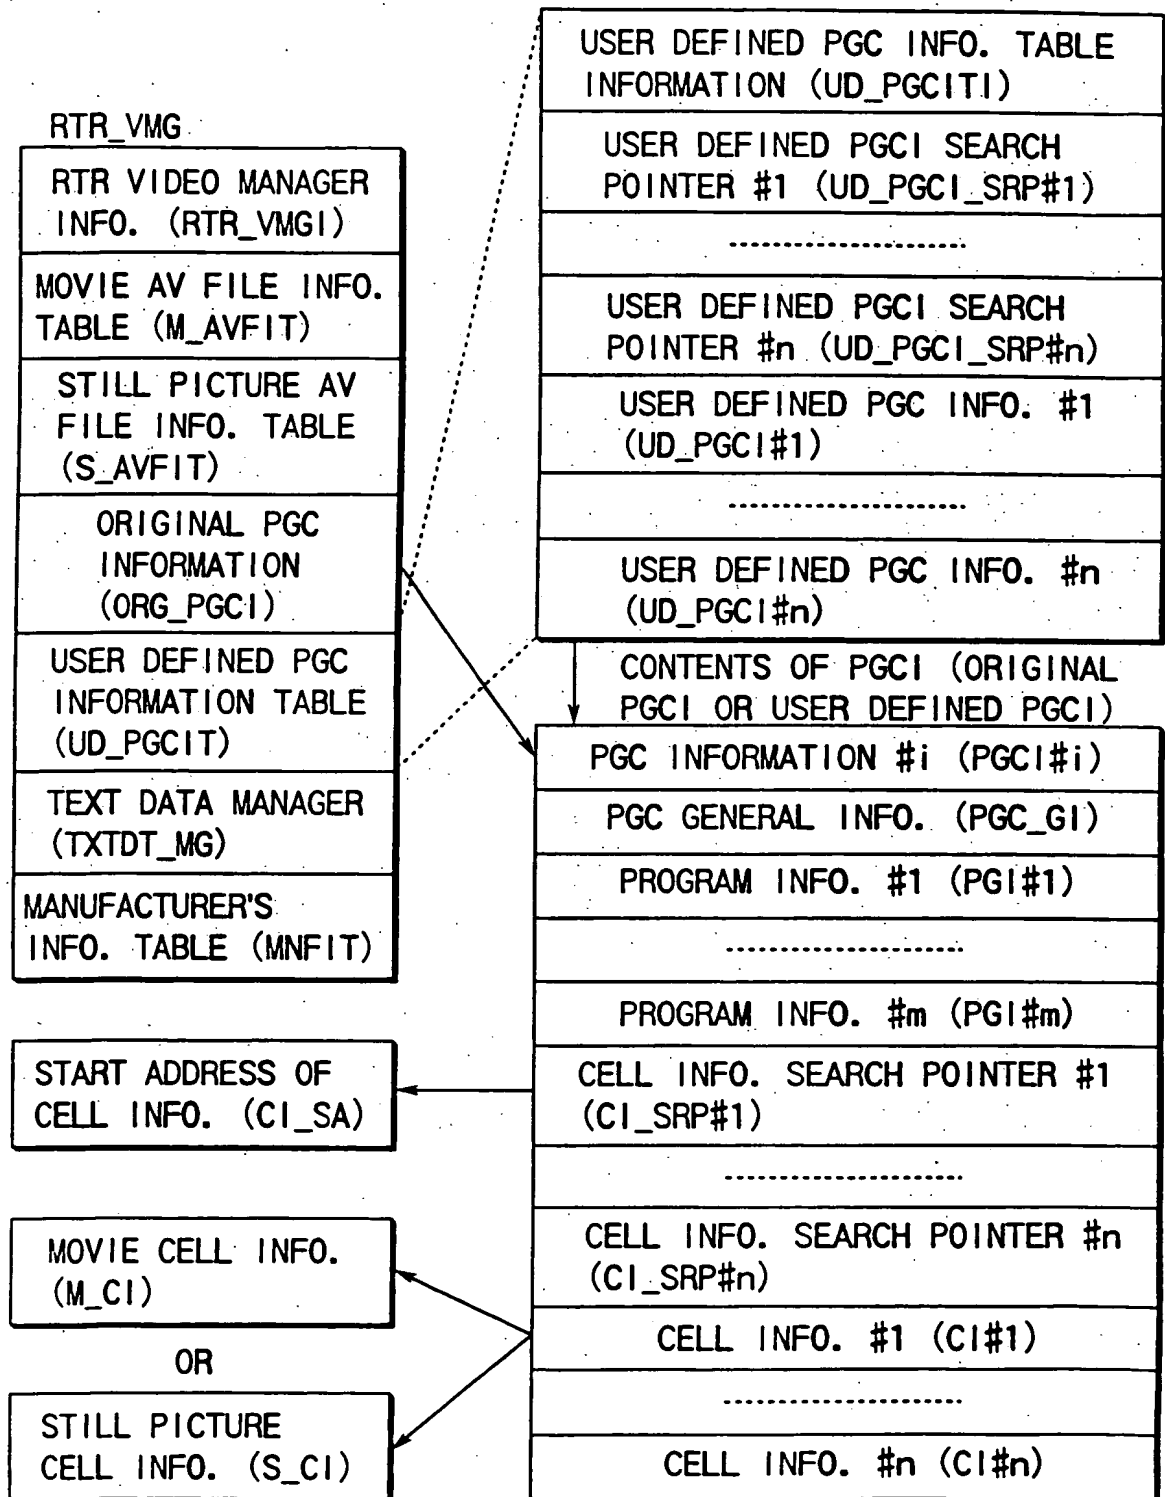 RTR_VMG
RTR VIDEO MANAGER
INFO. (RTR_VMGI)
MOVIE AV FILE INFO.
TABLE (M_AVFIT)
STILL PICTURE AV
FILE INFO. TABLE
(S_AVFIT)
ORIGINAL PGC
INFORMATION
(ORG_PGCI)
USER DEFINED PGC
INFORMATION TABLE
(UD_PGCIT)
TEXT DATA MANAGER
(TXTDT_MG)
MANUFACTURER'S
INFO. TABLE (MNFIT)
START ADDRESS OF
CELL INFO. (CI_SA)
MOVIE CELL INFO.
(M_CI)
OR
STILL PICTURE
CELL INFO. (S_CI)
USER DEFINED PGC INFO. TABLE
INFORMATION (UD_PGCITI)
USER DEFINED PGCI SEARCH
POINTER #1 (UD_PGCI_SRP#1)
USER DEFINED PGCI SEARCH
POINTER #n (UD_PGCI_SRP#n)
USER DEFINED PGC INFO. #1
(UD_PGCI#1)
USER DEFINED PGC INFO. #n
(UD_PGCI#n)
CONTENTS OF PGCI (ORIGINAL
PGCI OR USER DEFINED PGCI)
PGC INFORMATION #i (PGCI#i)
PGC GENERAL INFO. (PGC_GI)
PROGRAM INFO. #1 (PGI#1)
PROGRAM INFO. #m (PGI#m)
CELL INFO. SEARCH POINTER #1
(CI_SRP#1)
CELL INFO. SEARCH POINTER #n
(CI_SRP#n)
CELL INFO. #1 (CI#1)
CELL INFO. #n (CI#n)